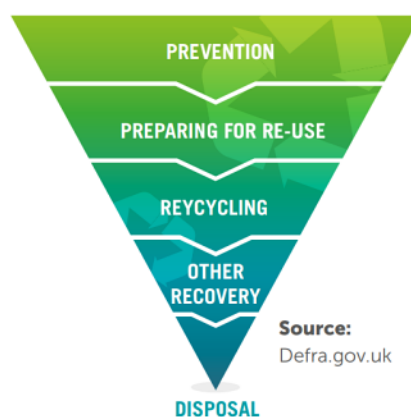 PREVENTION
PREPARING FOR RE-USE
REYCYCLING
OTHER
RECOVERY
Source:
Defra.gov.uk
DISPOSAL